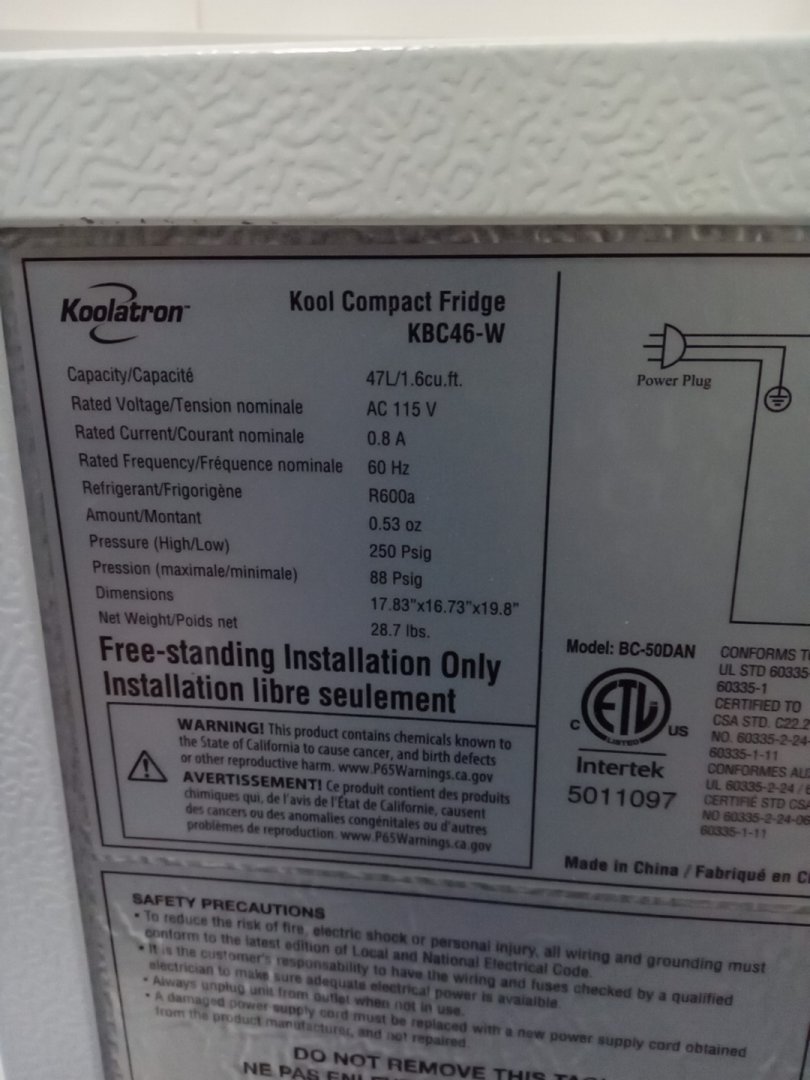 Koolatron™
Kool Compact Fridge
KBC46-W
Capacity/Capacité 47L/1.6cu.ft.
Rated Voltage/Tension nominale AC 115 V
Rated Current/Courant nominale 0.8 A
Rated Frequency/Fréquence nominale 60 Hz
Refrigerant/Frigorigène R600a
Amount/Montant 0.53 oz
Pressure (High/Low) 250 Psig
Pression (maximale/minimale) 88 Psig
Dimensions 17.83"x16.73"x19.8"
Net Weight/Poids net 28.7 lbs.
Free-standing Installation Only
Installation libre seulement
WARNING! This product contains chemicals known to
the State of California to cause cancer, and birth defects
or other reproductive harm. www.P65Warnings.ca.gov
AVERTISSEMENT! Ce produit contient des produits
chimiques qui, de l'avis de l'État de Californie, causent
des cancers ou des anomalies congénitales ou d'autres
problèmes de reproduction. www.P65Warnings.ca.gov
Power Plug
Model: BC-50DAN
C ETL US
LISTED
Intertek
5011097
CONFORMS
UL STD 60335-
60335-1
CERTIFIED TO
CSA STD. C22.2
NO. 60335-2-24-
60335-1-11
CONFORMES
UL 60335-2-24 /
CERTIFIÉ STD CSA
NO 60335-2-24-06
60335-1-11
Made in China / Fabriqué en
SAFETY PRECAUTIONS
• To reduce the risk of fire, electric shock or personal injury, all wiring and grounding must
conform to the latest edition of Local and National Electrical Code.
• It is the customer's responsibility to have the wiring and fuses checked by a qualified
electrician to make sure adequate electrical power is avaialble.
• Always unplug unit from outlet when not in use.
• A damaged power supply cord must be replaced with a new power supply cord obtained
from the product manufacturer, and not repaired.
DO NOT REMOVE THIS
NE PAS